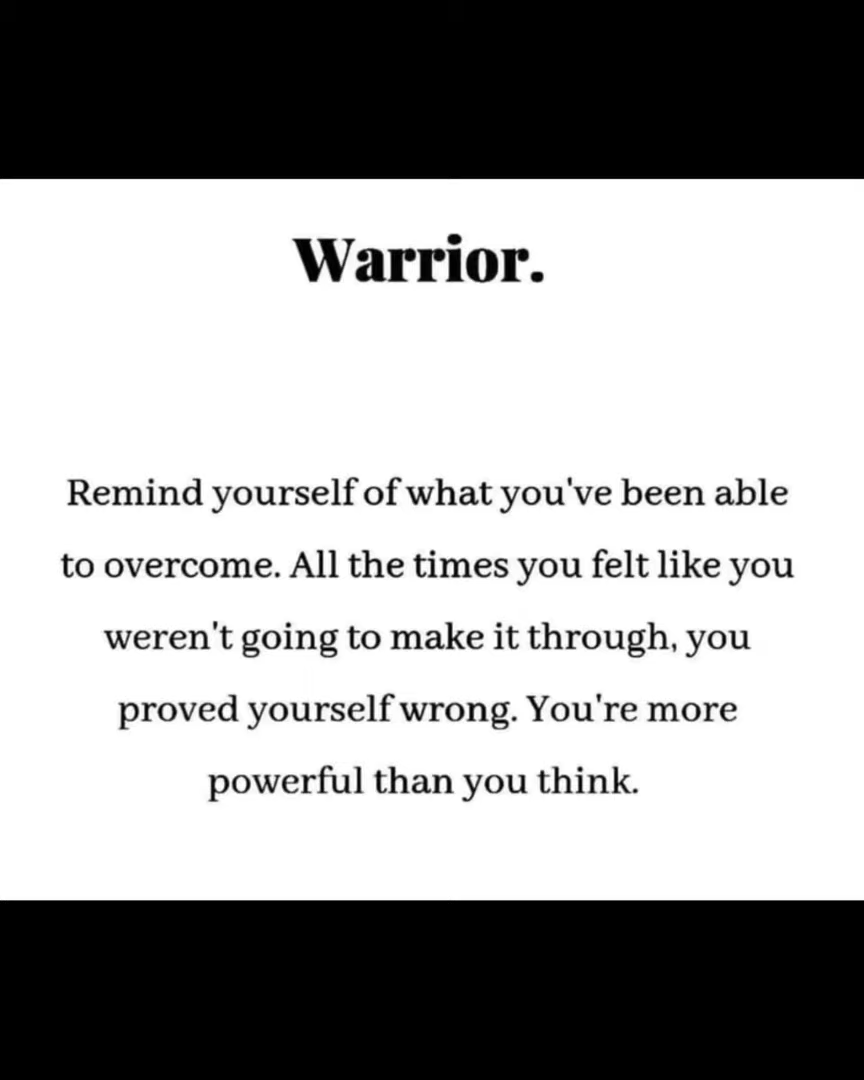 Warrior.
Remind yourself of what you've been able
to overcome. All the times you felt like you
weren't going to make it through, you
proved yourself wrong. You're more
powerful than you think.